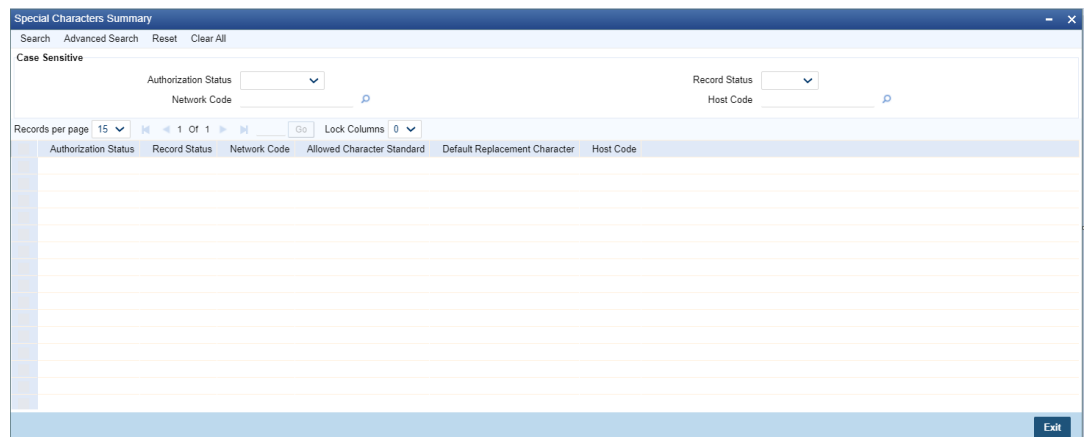 Special Characters Summary
Search Advanced Search Reset Clear All
Case Sensitive
Authorization Status Record Status
Network Code Host Code
Records per page 15 1 Of 1 Go Lock Columns 0
Authorization Status Record Status Network Code Allowed Character Standard Default Replacement Character Host Code
Exit